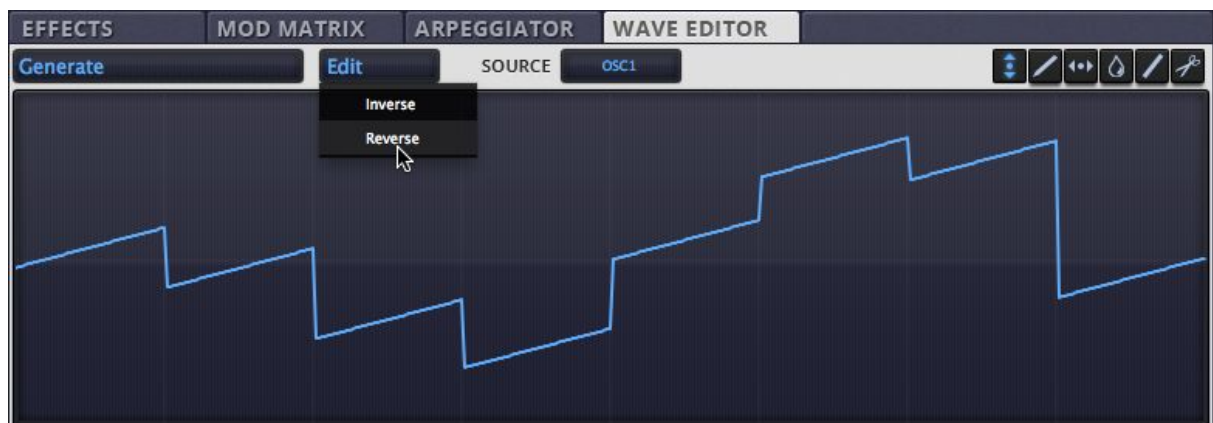 EFFECTS MOD MATRIX ARPEGGIATOR WAVE EDITOR
Generate Edit SOURCE OSC1
Inverse
Reverse